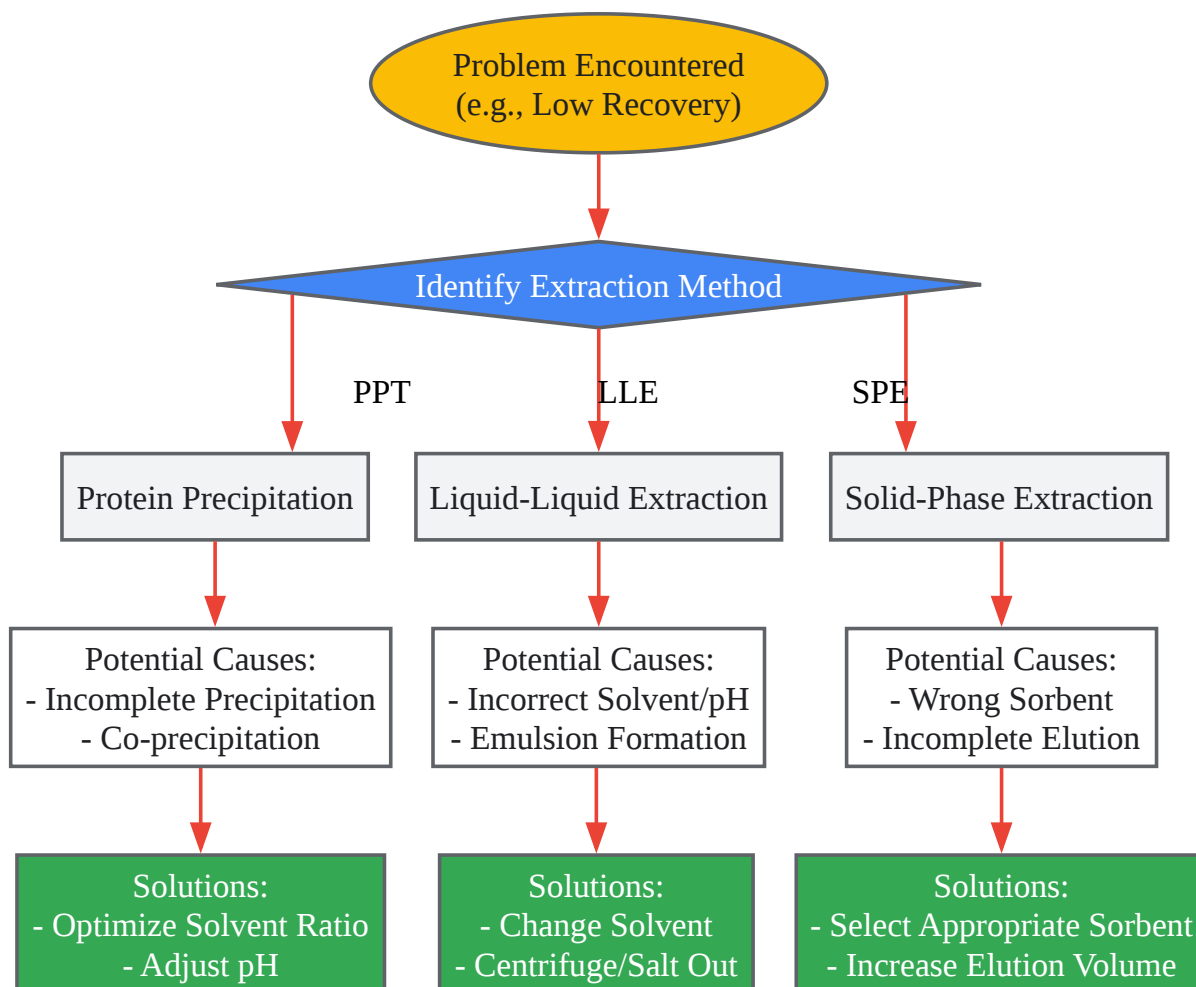 Problem Encountered
(e.g., Low Recovery)
Identify Extraction Method
PPT
LLE
SPE
Protein Precipitation
Liquid-Liquid Extraction
Solid-Phase Extraction
Potential Causes:
- Incomplete Precipitation
- Co-precipitation
Potential Causes:
- Incorrect Solvent/pH
- Emulsion Formation
Potential Causes:
- Wrong Sorbent
- Incomplete Elution
Solutions:
- Optimize Solvent Ratio
- Adjust pH
Solutions:
- Change Solvent
- Centrifuge/Salt Out
Solutions:
- Select Appropriate Sorbent
- Increase Elution Volume